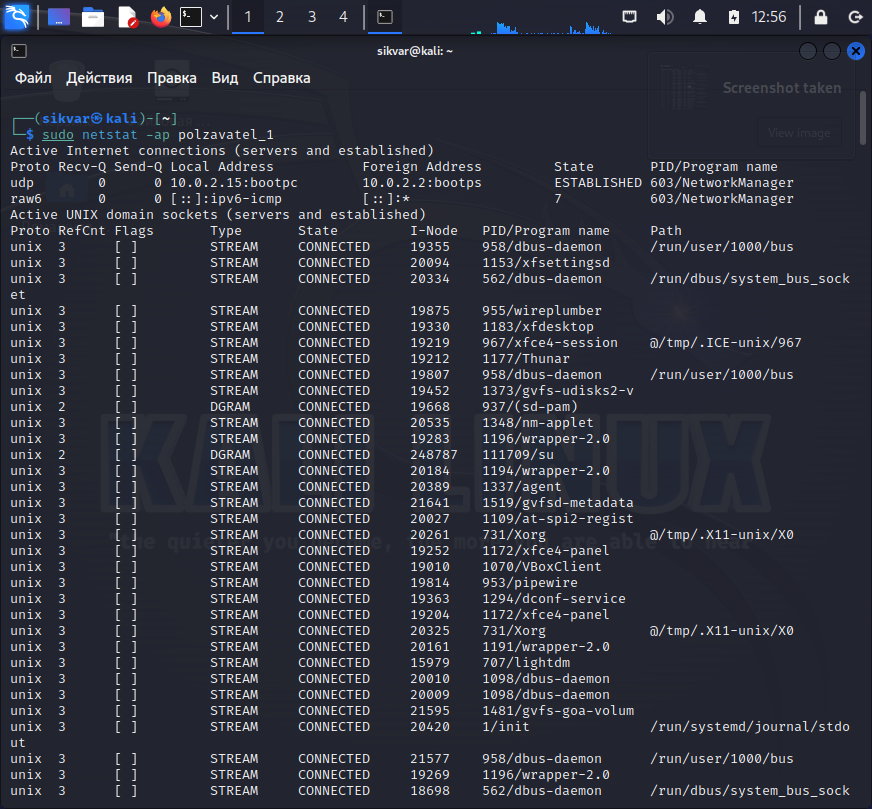 1 2 3 4 12:56
sikvar@kali: ~
Файл Действия Правка Вид Справка
Screenshot taken
View image
┌──(sikvar㉿kali)-[~]
└─$ sudo netstat -ap polzavatel_1
Active Internet connections (servers and established)
Proto Recv-Q Send-Q Local Address           Foreign Address         State       PID/Program name
udp        0      0 10.0.2.15:bootpc        10.0.2.2:bootps         ESTABLISHED 603/NetworkManager
raw6       0      0 [::]:ipv6-icmp          [::]:*                  7           603/NetworkManager
Active UNIX domain sockets (servers and established)
Proto RefCnt Flags       Type       State         I-Node   PID/Program name     Path
unix  3      [ ]         STREAM     CONNECTED     19355    958/dbus-daemon      /run/user/1000/bus
unix  3      [ ]         STREAM     CONNECTED     20094    1153/xfsettingsd
unix  3      [ ]         STREAM     CONNECTED     20334    562/dbus-daemon      /run/dbus/system_bus_sock
et
unix  3      [ ]         STREAM     CONNECTED     19875    955/wireplumber
unix  3      [ ]         STREAM     CONNECTED     19330    1183/xfdesktop
unix  3      [ ]         STREAM     CONNECTED     19219    967/xfce4-session    @/tmp/.ICE-unix/967
unix  3      [ ]         STREAM     CONNECTED     19212    1177/Thunar
unix  3      [ ]         STREAM     CONNECTED     19807    958/dbus-daemon      /run/user/1000/bus
unix  3      [ ]         STREAM     CONNECTED     19452    1373/gvfs-udisks2-v
unix  2      [ ]         DGRAM      CONNECTED     19668    937/(sd-pam)
unix  3      [ ]         STREAM     CONNECTED     20535    1348/nm-applet
unix  3      [ ]         STREAM     CONNECTED     19283    1196/wrapper-2.0
unix  2      [ ]         DGRAM      CONNECTED     248787   111709/su
unix  3      [ ]         STREAM     CONNECTED     20184    1194/wrapper-2.0
unix  3      [ ]         STREAM     CONNECTED     20389    1337/agent
unix  3      [ ]         STREAM     CONNECTED     21641    1519/gvfsd-metadata
unix  3      [ ]         STREAM     CONNECTED     20027    1109/at-spi2-regist
unix  3      [ ]         STREAM     CONNECTED     20261    731/Xorg             @/tmp/.X11-unix/X0
unix  3      [ ]         STREAM     CONNECTED     19252    1172/xfce4-panel
unix  3      [ ]         STREAM     CONNECTED     19010    1070/VBoxClient
unix  3      [ ]         STREAM     CONNECTED     19814    953/pipewire
unix  3      [ ]         STREAM     CONNECTED     19363    1294/dconf-service
unix  3      [ ]         STREAM     CONNECTED     19204    1172/xfce4-panel
unix  3      [ ]         STREAM     CONNECTED     20325    731/Xorg             @/tmp/.X11-unix/X0
unix  3      [ ]         STREAM     CONNECTED     20161    1191/wrapper-2.0
unix  3      [ ]         STREAM     CONNECTED     15979    707/lightdm
unix  3      [ ]         STREAM     CONNECTED     20010    1098/dbus-daemon
unix  3      [ ]         STREAM     CONNECTED     20009    1098/dbus-daemon
unix  3      [ ]         STREAM     CONNECTED     21595    1481/gvfs-goa-volum
unix  3      [ ]         STREAM     CONNECTED     20420    1/init               /run/systemd/journal/stdo
ut
unix  3      [ ]         STREAM     CONNECTED     21577    958/dbus-daemon      /run/user/1000/bus
unix  3      [ ]         STREAM     CONNECTED     19269    1196/wrapper-2.0
unix  3      [ ]         STREAM     CONNECTED     18698    562/dbus-daemon      /run/dbus/system_bus_sock
KALI LINUX